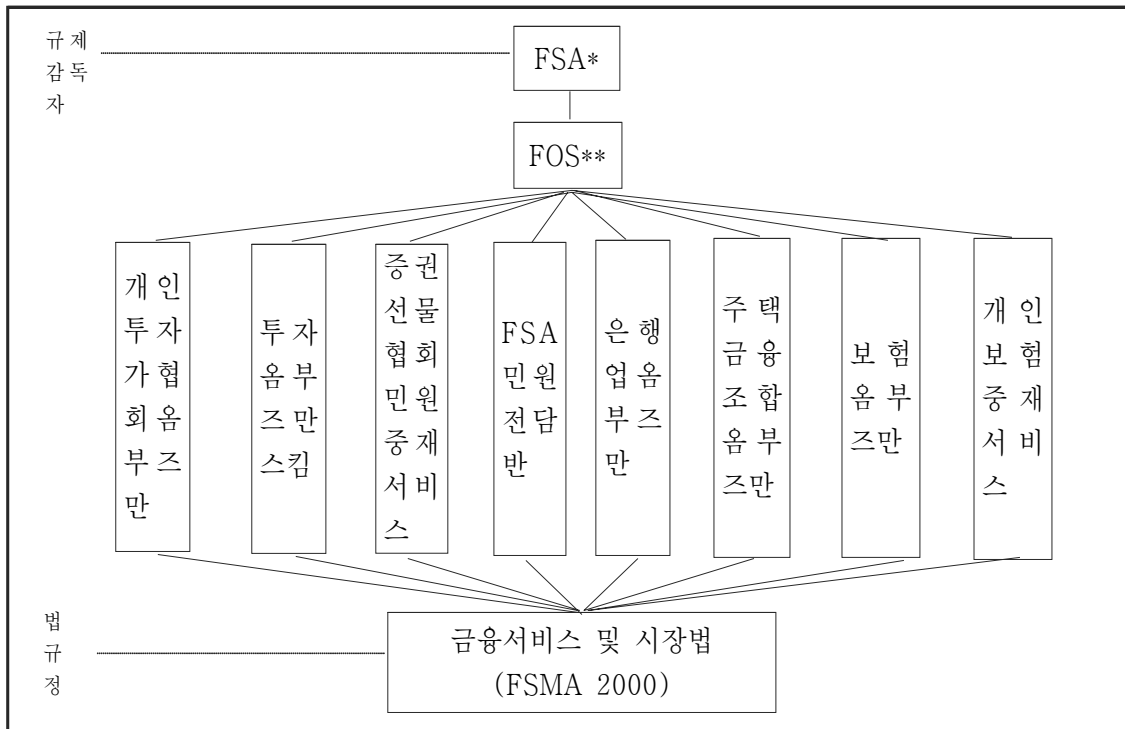 규제
감독
자
FSA*
FOS**
개인
투자
가협
회옴
부즈
만
투자
옴부
즈만
스킴
증권
선물
협회
민원
중재
서비
스
FSA
민원
전담
반
은행
업옴
부즈
만
주택
금융
조합
옴부
즈만
보험
옴부
즈만
개인
보험
중재
서비
스
법
규
정
금융서비스 및 시장법
(FSMA 2000)